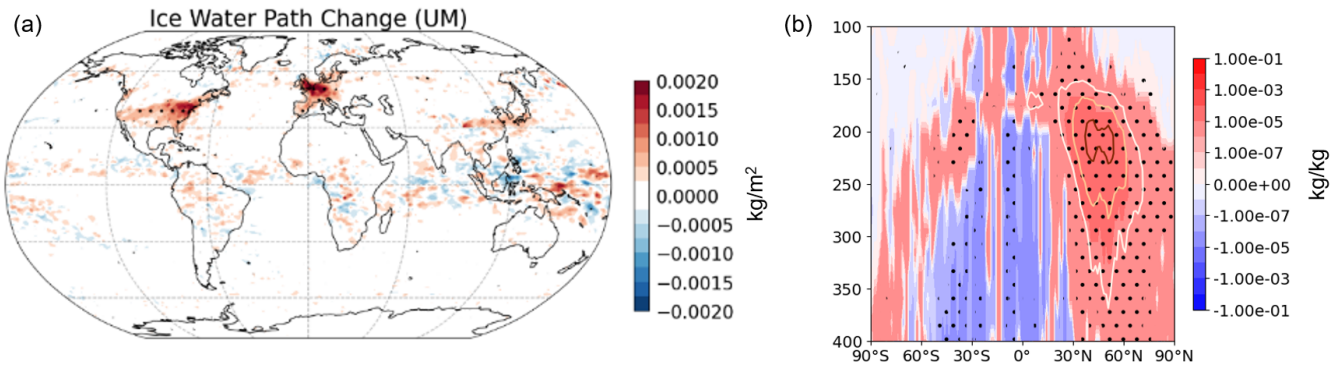 (a)
Ice Water Path Change (UM)
0.0020
0.0015
0.0010
0.0005
0.0000
−0.0005
−0.0010
−0.0015
−0.0020
kg/m²
(b)
100
150
200
250
300
350
400
90°S 60°S 30°S 0° 30°N 60°N 90°N
1.00e-01
1.00e-03
1.00e-05
1.00e-07
0.00e+00
-1.00e-07
-1.00e-05
-1.00e-03
-1.00e-01
kg/kg